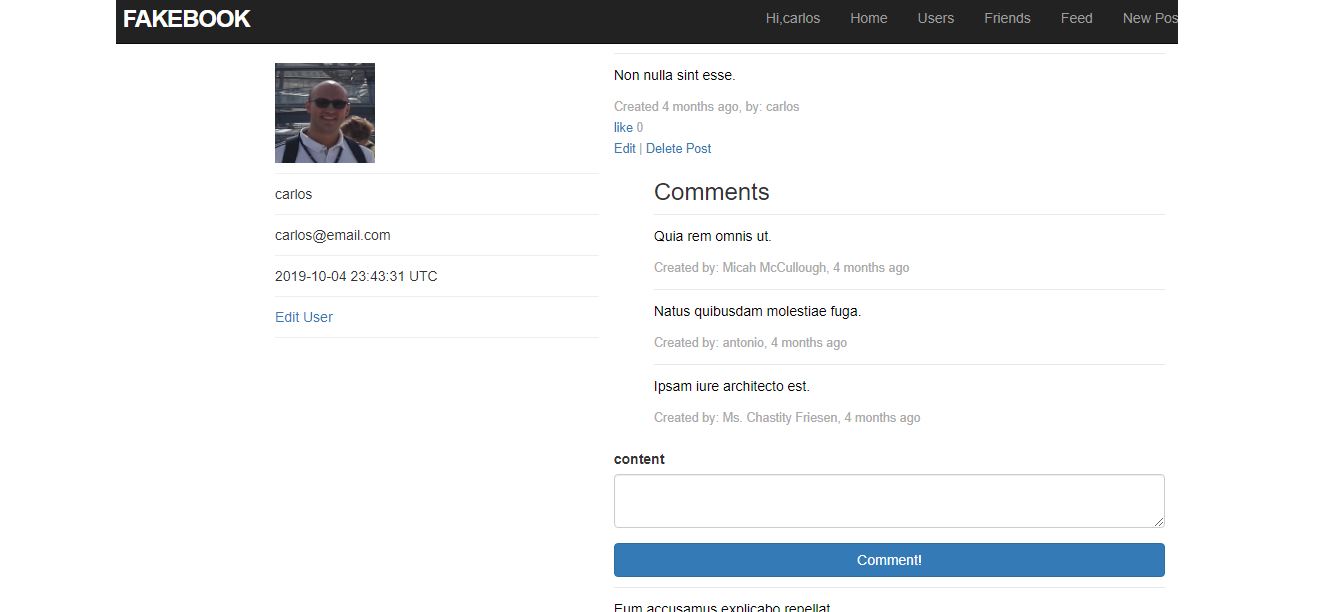 FAKEBOOK
Hi,carlos Home Users Friends Feed New Pos
carlos
carlos@email.com
2019-10-04 23:43:31 UTC
Edit User
Non nulla sint esse.
Created 4 months ago, by: carlos
like 0
Edit | Delete Post
Comments
Quia rem omnis ut.
Created by: Micah McCullough, 4 months ago
Natus quibusdam molestiae fuga.
Created by: antonio, 4 months ago
Ipsam iure architecto est.
Created by: Ms. Chastity Friesen, 4 months ago
content
Comment!
Eum accusamus explicabo repellat